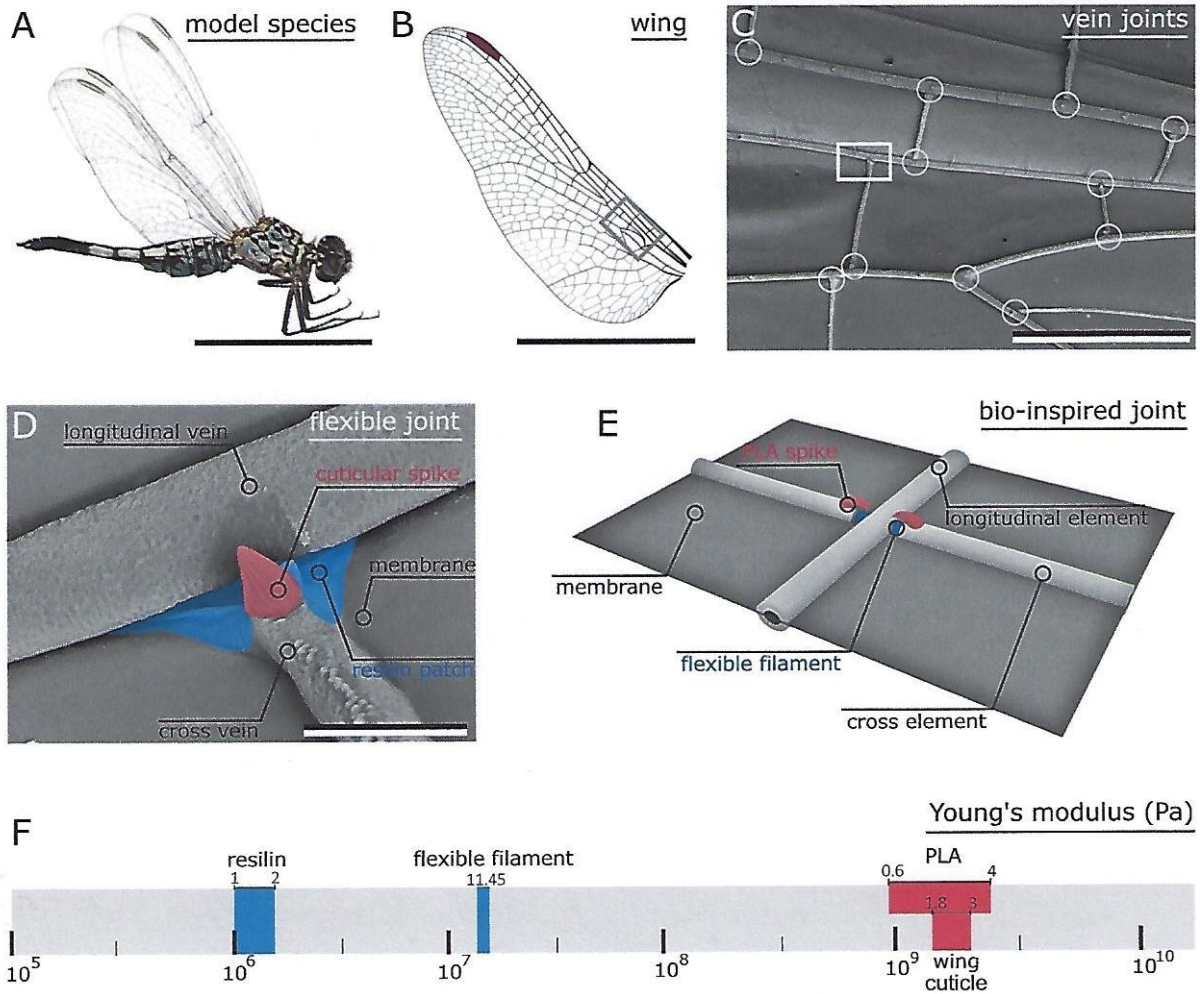 A
model species
B
wing
C
vein joints
D
flexible joint
longitudinal vein
cuticular spike
membrane
resilin patch
cross vein
E
bio-inspired joint
PLA spike
longitudinal element
membrane
flexible filament
cross element
F
Young's modulus (Pa)
resilin
flexible filament
PLA
1 2
11.45
0.6 4
1.8 3
10^5 10^6 10^7 10^8 10^9 10^10
wing
cuticle